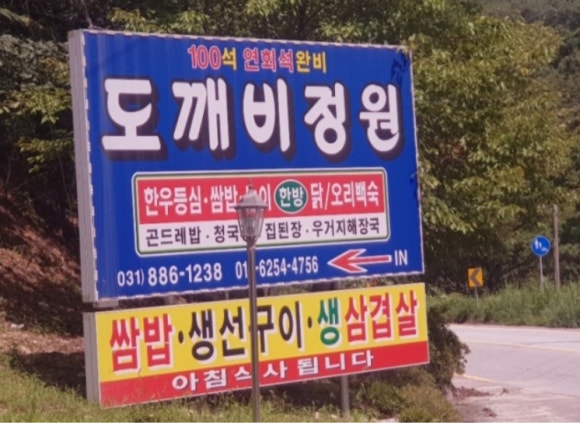 100석 연회석완비
도깨비정원
한우등심·쌈밥· 한방 닭/오리백숙
곤드레밥·청국 집된장·우거지해장국
031) 886-1238 6254-4756 IN
쌈밥·생선구이·생삼겹살
아침식사됩니다